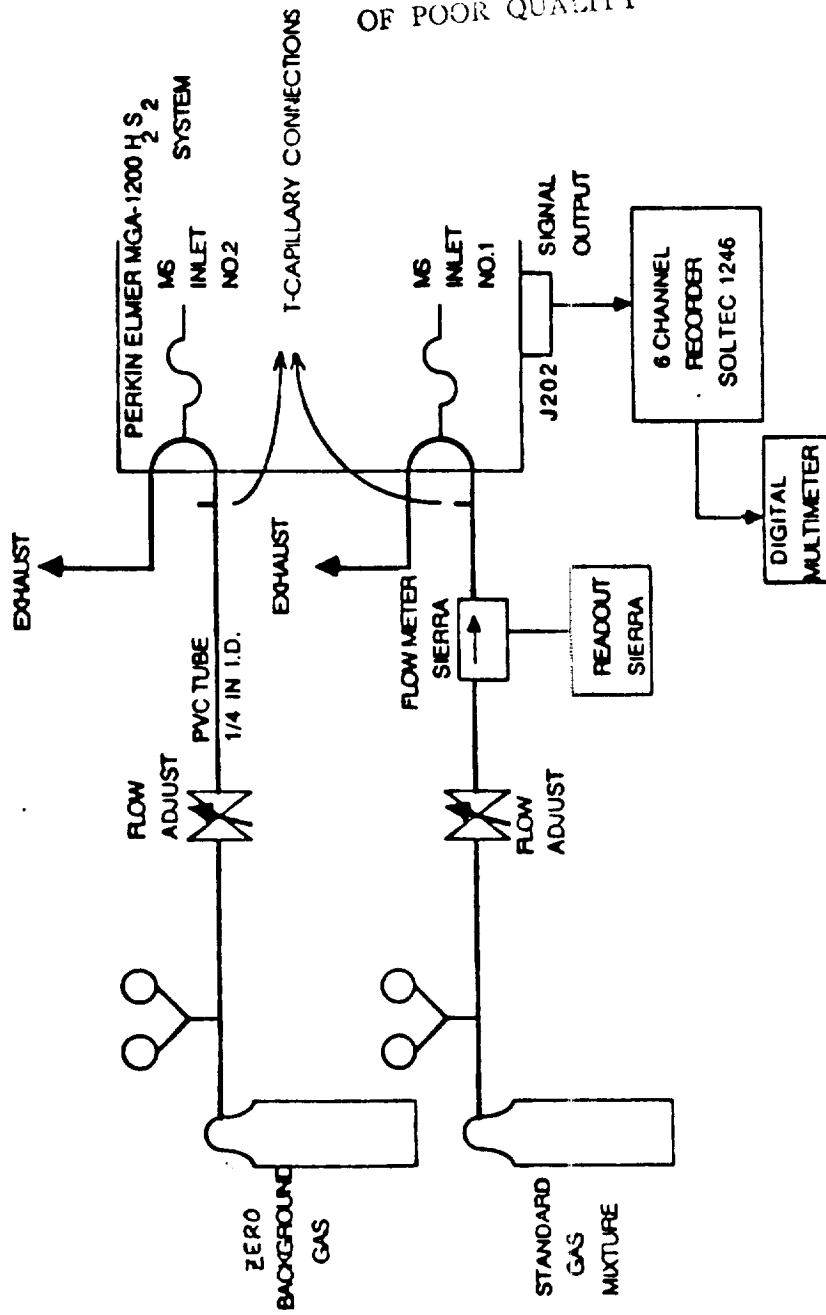 OF POOR QUALITY
PERKIN ELMER MGA-1200 H2S2
SYSTEM
MS
INLET
NO.2
T-CAPILLARY CONNECTIONS
MS
INLET
NO.1
SIGNAL
OUTPUT
J202
6 CHANNEL
RECORDER
SOLTEC 1246
DIGITAL
MULTIMETER
EXHAUST
EXHAUST
PVC TUBE
1/4 IN I.D.
FLOW METER
SIERRA
READOUT
SIERRA
FLOW
ADJUST
FLOW
ADJUST
ZERO
BACKGROUND
GAS
STANDARD
GAS
MIXTURE